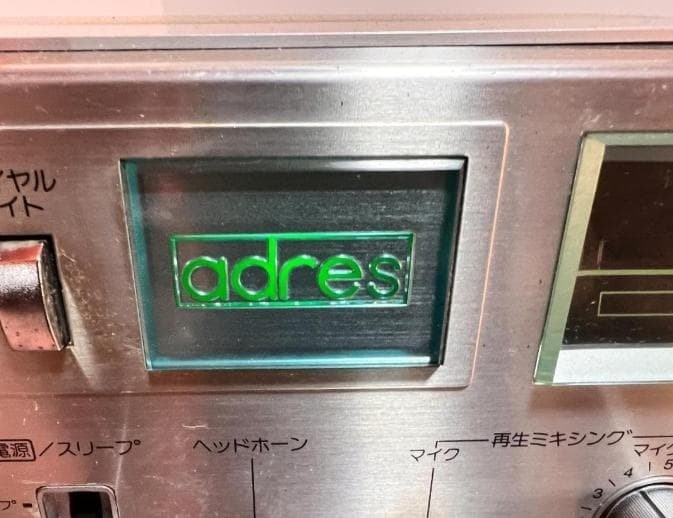 ヤル
イト
adres
電源/スリープ
ヘッドホーン
マイク
再生ミキシング
マイク
3
4
5